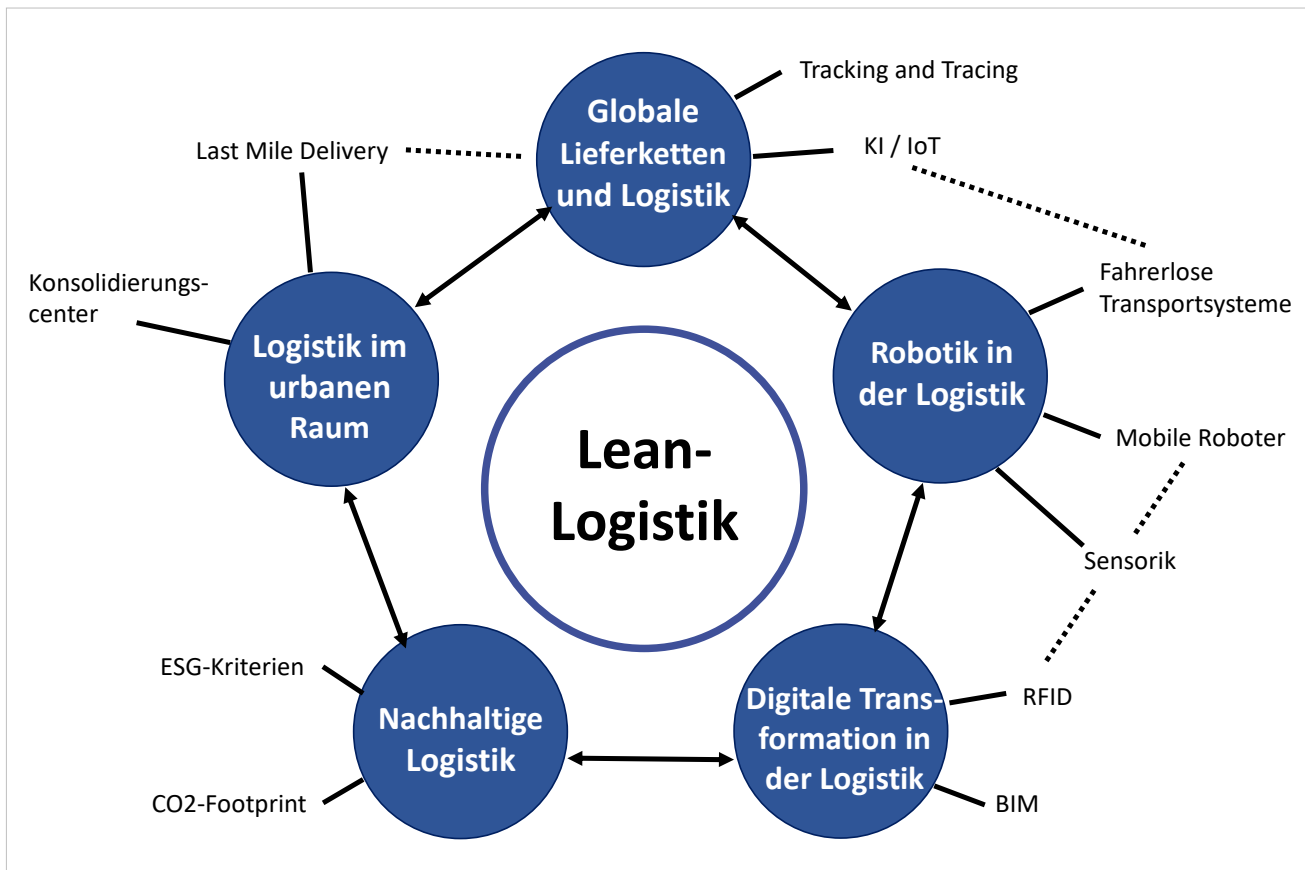 Tracking and Tracing
Globale
Lieferketten
und Logistik
Last Mile Delivery
KI / IoT
Konsolidierungs-
center
Fahrerlose
Transportsysteme
Logistik im
urbanen
Raum
Robotik in
der Logistik
Lean-
Logistik
Mobile Roboter
Sensorik
ESG-Kriterien
Nachhaltige
Logistik
CO2-Footprint
Digitale Trans-
formation in
der Logistik
RFID
BIM